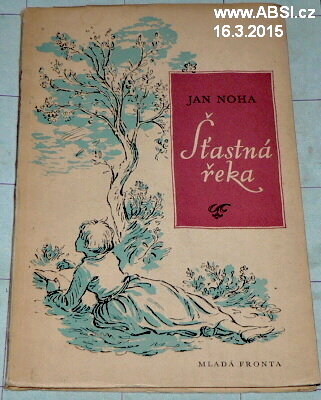 www.ABSI.cz
16.3.2015
JAN NOHA
Šťastná
řeka
MLADÁ FRONTA